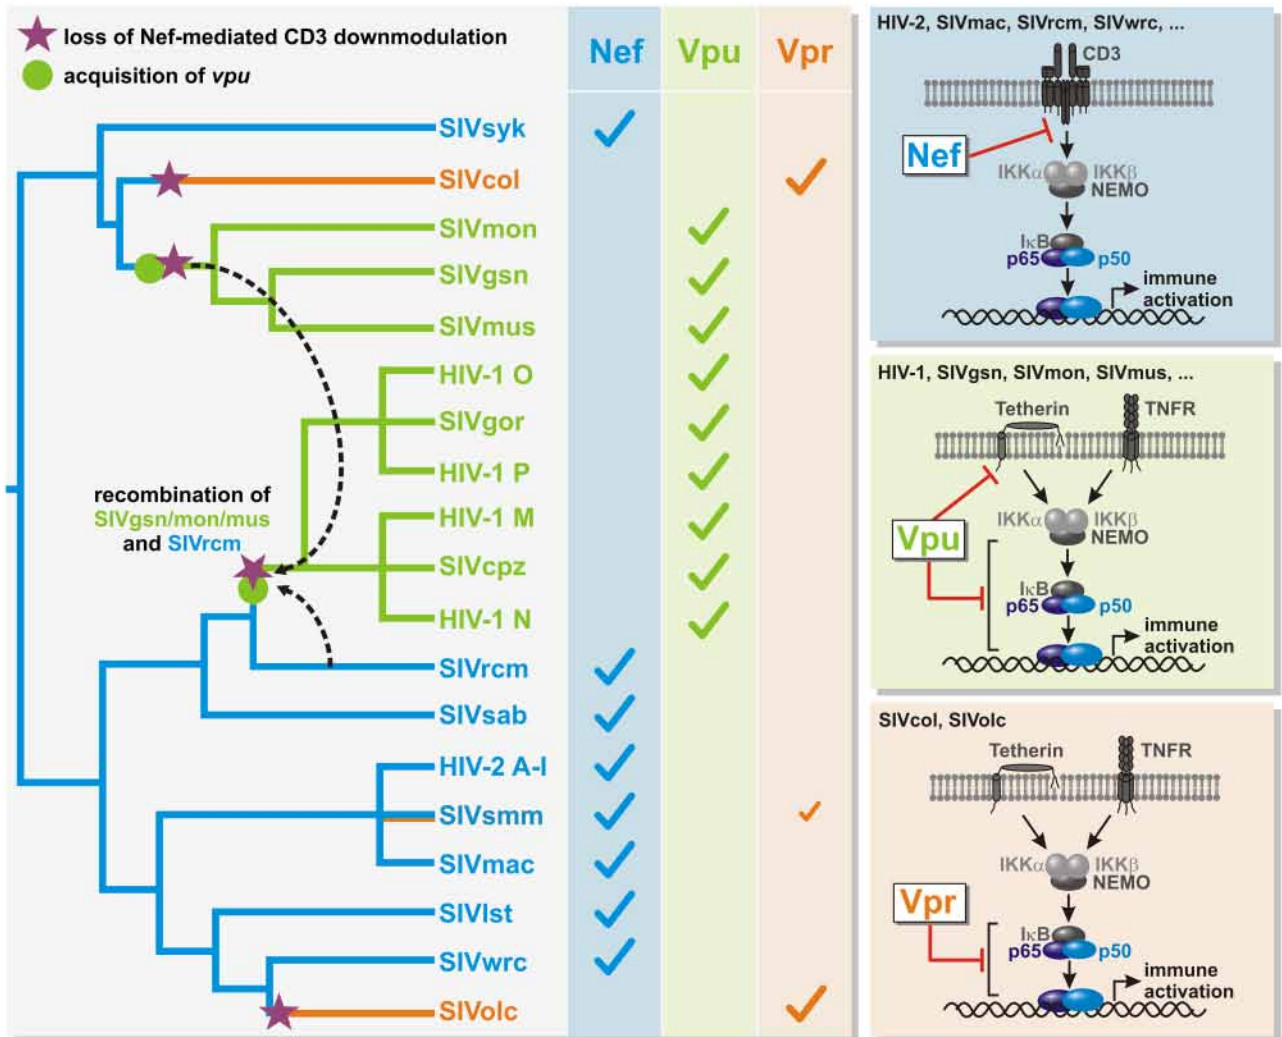 loss of Nef-mediated CD3 downmodulation
acquisition of vpu
Nef
Vpu
Vpr
SIVsyk
SIVcol
SIVmon
SIVgsn
SIVmus
HIV-1 O
SIVgor
HIV-1 P
HIV-1 M
SIVcpz
HIV-1 N
SIVrcm
SIVsab
HIV-2 A-I
SIVsmm
SIVmac
SIVlst
SIVwrc
SIVolc
recombination of
SIVgsn/mon/mus
and SIVrcm
HIV-2, SIVmac, SIVrcm, SIVwrc, ...
CD3
Nef
IKKα
IKKβ
NEMO
IκB
p65
p50
immune
activation
HIV-1, SIVgsn, SIVmon, SIVmus, ...
Tetherin
TNFR
IKKα
IKKβ
NEMO
Vpu
IκB
p65
p50
immune
activation
SIVcol, SIVolc
Tetherin
TNFR
IKKα
IKKβ
NEMO
Vpr
IκB
p65
p50
immune
activation